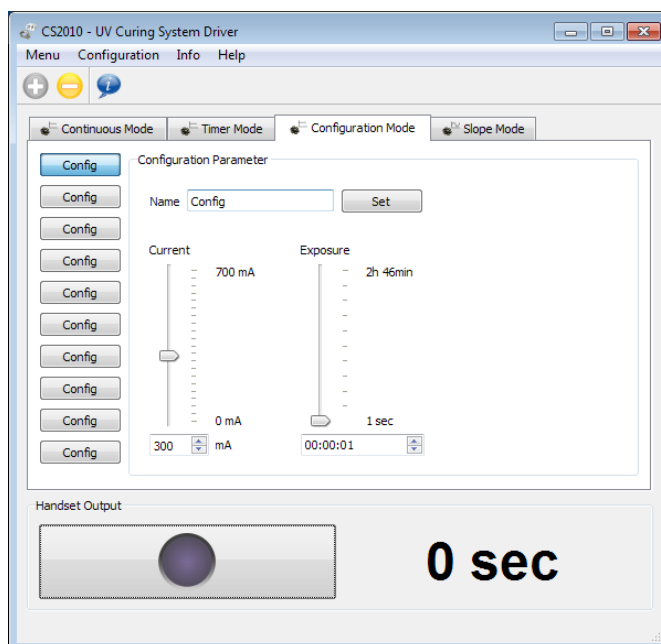 CS2010 - UV Curing System Driver
Menu Configuration Info Help
Continuous Mode Timer Mode Configuration Mode Slope Mode
Config
Config
Config
Config
Config
Config
Config
Config
Config
Config
Configuration Parameter
Name Config Set
Current Exposure
700 mA 2h 46min
0 mA 1 sec
300 mA 00:00:01
Handset Output
0 sec